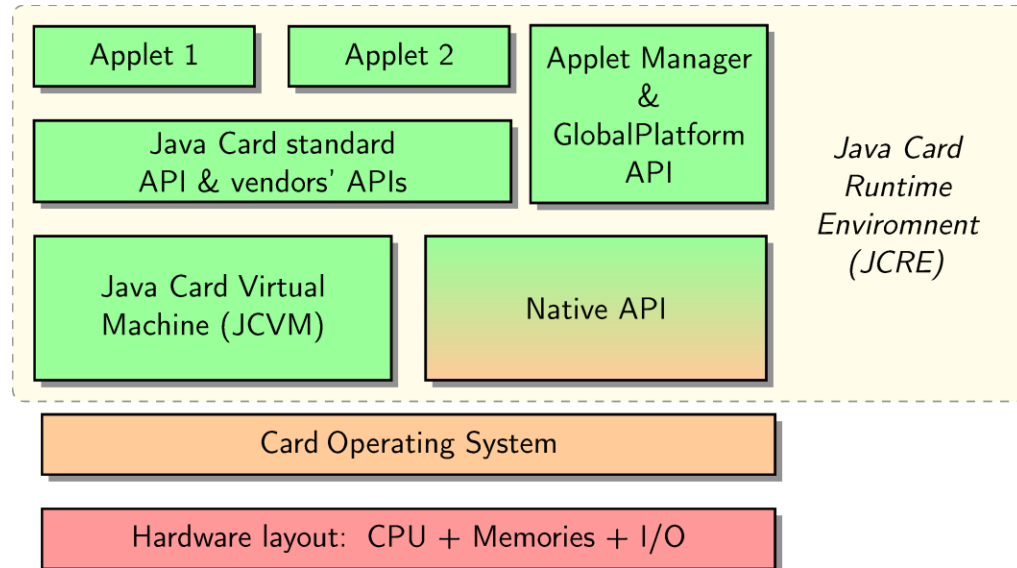 Applet 1
Applet 2
Applet Manager
&
GlobalPlatform
API
Java Card standard
API & vendors' APIs
Java Card
Runtime
Enviromnent
(JCRE)
Java Card Virtual
Machine (JCVM)
Native API
Card Operating System
Hardware layout: CPU + Memories + I/O